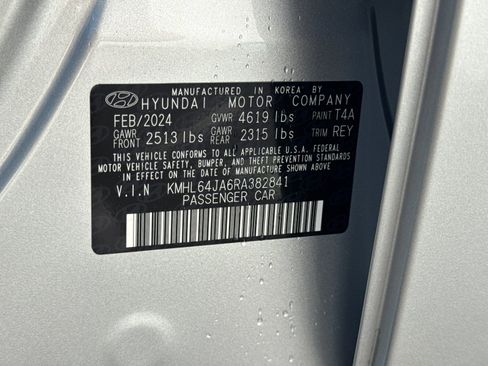 MANUFACTURED IN KOREA BY
HYUNDAI MOTOR COMPANY
FEB/2024 GVWR 4619 lbs PAINT T4A
GAWR FRONT 2513 lbs GAWR REAR 2315 lbs TRIM REY
THIS VEHICLE CONFORMS TO ALL APPLICABLE U.S.A. FEDERAL
MOTOR VEHICLE SAFETY, BUMPER, AND THEFT PREVENTION STANDARDS
IN EFFECT ON THE DATE OF MANUFACTURE SHOWN ABOVE.
V.I.N KMHL64JA6RA382841
PASSENGER CAR